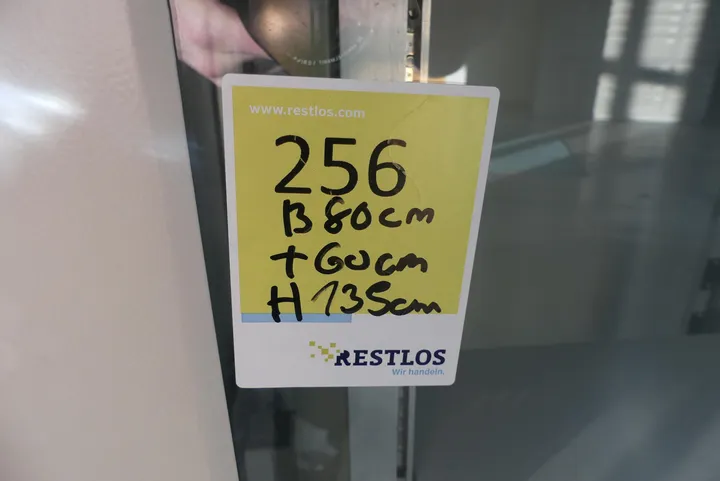 www.restlos.com
256
B 80cm
T 60cm
H 135cm
RESTLOS
Wir handeln.